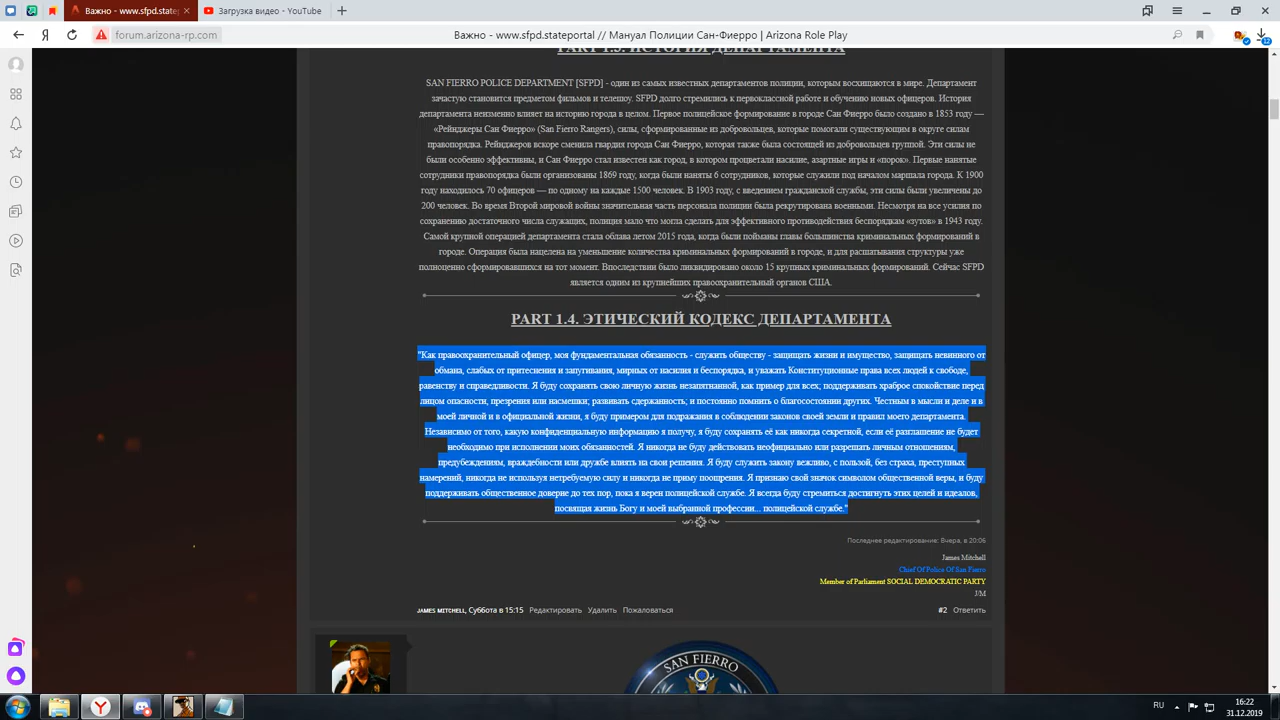 Важно - www.sfpd.statep
Загрузка видео - YouTube
forum.arizona-rp.com
Важно - www.sfpd.stateportal // Мануал Полиции Сан-Фиерро | Arizona Role Play
12
PART 1.3. ИСТОРИЯ ДЕПАРТАМЕНТА
SAN FIERRO POLICE DEPARTMENT [SFPD] - один из самых известных департаментов полиции, которым восхищаются в мире. Департамент
зачастую становится предметом фильмов и телешоу. SFPD долго стремились к первоклассной работе и обучению новых офицеров. История
департамента неизменно влияет на историю города в целом. Первое полицейское формирование в городе Сан Фиерро было создано в 1853 году —
«Рейнджеры Сан Фиерро» (San Fierro Rangers), силы, сформированные из добровольцев, которые помогали существующим в округе силам
правопорядка. Рейнджеров вскоре сменила гвардия города Сан Фиерро, которая также была состоящей из добровольцев группой. Эти силы не
были особенно эффективны, и Сан Фиерро стал известен как город, в котором процветали насилие, азартные игры и «порок». Первые нанятые
сотрудники правопорядка были организованы 1869 году, когда были наняты 6 сотрудников, которые служили под началом маршала города. К 1900
году находилось 70 офицеров — по одному на каждые 1500 человек. В 1903 году, с введением гражданской службы, эти силы были увеличены до
200 человек. Во время Второй мировой войны значительная часть персонала полиции была рекрутирована военными. Несмотря на все усилия по
сохранению достаточного числа служащих, полиция мало что могла сделать для эффективного противодействия беспорядкам «зутов» в 1943 году.
Самой крупной операцией департамента стала облава летом 2015 года, когда были пойманы главы большинства криминальных формирований в
городе. Операция была нацелена на уменьшение количества криминальных формирований в городе, и для распатывания структуры уже
полноценно сформировавшихся на тот момент. Впоследствии было ликвидировано около 15 крупных криминальных формирований. Сейчас SFPD
является одним из крупнейших правоохранительный органов США.
PART 1.4. ЭТИЧЕСКИЙ КОДЕКС ДЕПАРТАМЕНТА
"Как правоохранительный офицер, моя фундаментальная обязанность - служить обществу - защищать жизни и имущество, защищать невинного от
обмана, слабых от притеснения и запугивания, мирных от насилия и беспорядка, и уважать Конституционные права всех людей к свободе,
равенству и справедливости. Я буду сохранять свою личную жизнь незапятнанной, как пример для всех; поддерживать храброе спокойствие перед
лицом опасности, презрения или насмешки; развивать сдержанность; и постоянно помнить о благосостоянии других. Честным в мысли и деле и в
моей личной и в официальной жизни, я буду примером для подражания в соблюдении законов своей земли и правил моего департамента.
Независимо от того, какую конфиденциальную информацию я получу, я буду сохранять её как никогда секретной, если её разглашение не будет
необходимо при исполнении моих обязанностей. Я никогда не буду действовать неофициально или разрешать личным отношениям,
предубеждениям, враждебности или дружбе влиять на свои решения. Я буду служить закону вежливо, с пользой, без страха, преступных
намерений, никогда не используя нетребуемую силу и никогда не приму поощрения. Я признаю свой значок символом общественной веры, и буду
поддерживать общественное доверие до тех пор, пока я верен полицейской службе. Я всегда буду стремиться достигнуть этих целей и идеалов,
посвящая жизнь Богу и моей выбранной профессии... полицейской службе."
Последнее редактирование: Вчера, в 20:06
James Mitchell
Chief Of Police Of San Fierro
Member of Parliament SOCIAL DEMOCRATIC PARTY
J/M
JAMES MITCHELL, Суббота в 15:15 Редактировать Удалить Пожаловаться #2 Ответить
SAN FIERRO
RU 16:22
31.12.2019